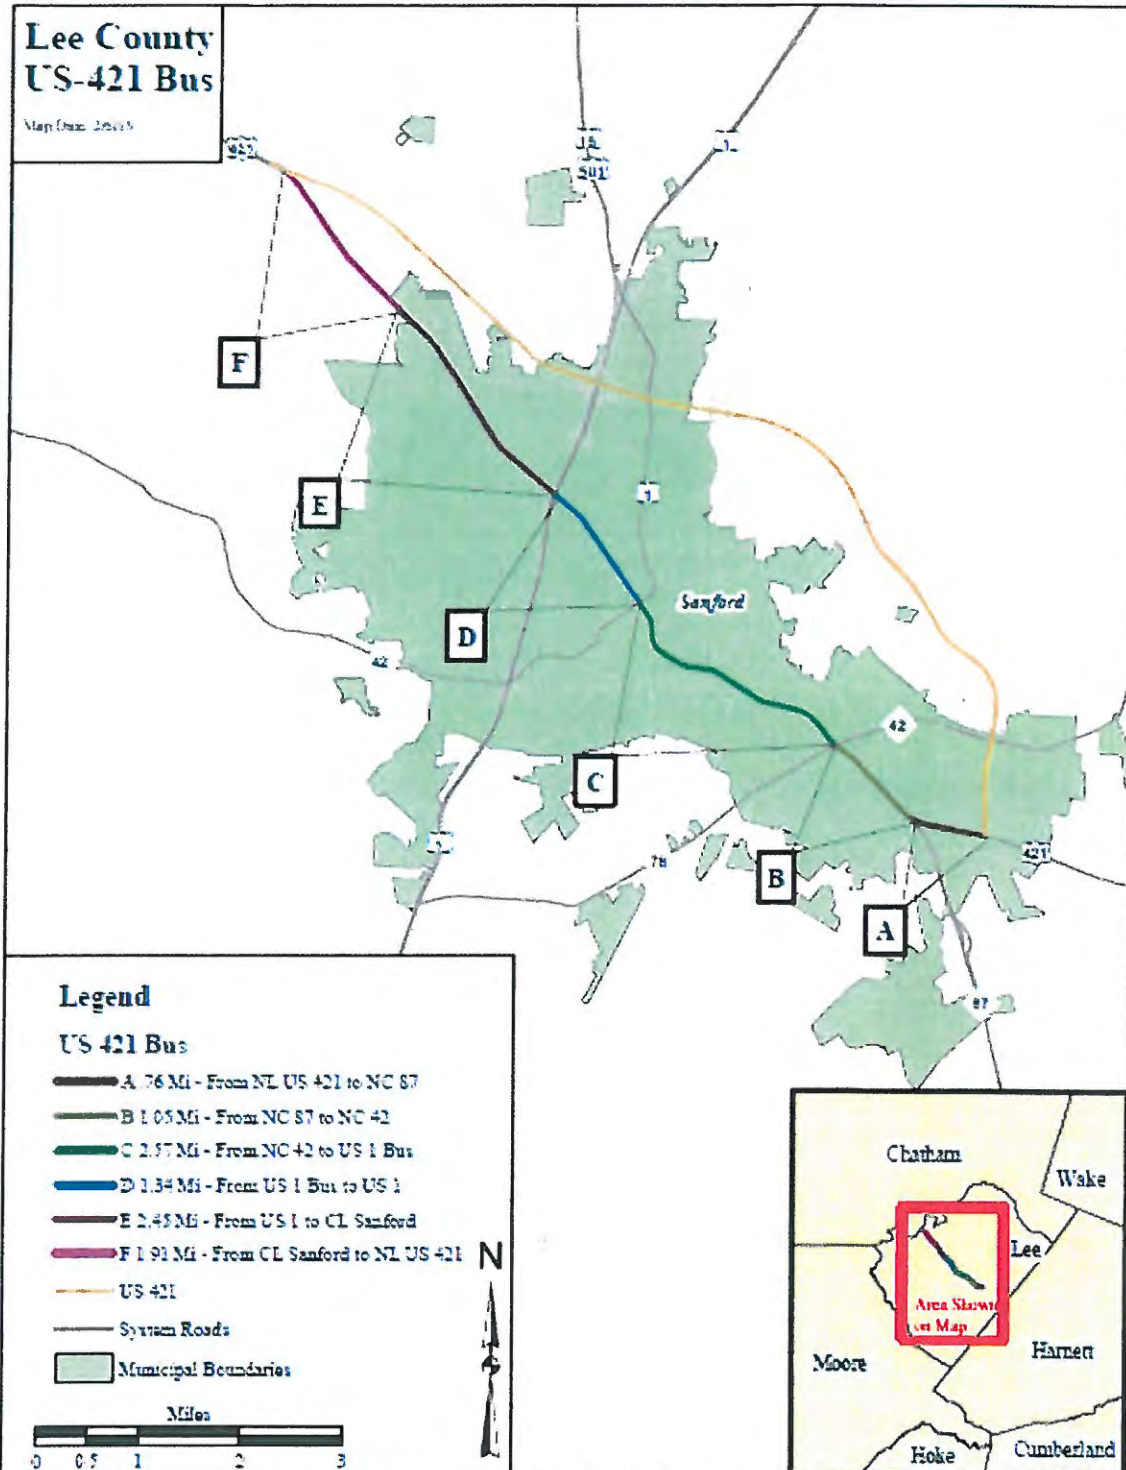 Lee County
US-421 Bus
Map Date:
421
15
501
1
F
E
1
Sanford
D
42
42
C
1
78
B
421
A
87
Legend
US 421 Bus
A .76 Mi - From NL US 421 to NC 87
B 1.05 Mi - From NC 87 to NC 42
C 2.57 Mi - From NC 42 to US 1 Bus
D 1.34 Mi - From US 1 Bus to US 1
E 2.45 Mi - From US 1 to CL Sanford
F 1.91 Mi - From CL Sanford to NL US 421
US 421
System Roads
Municipal Boundaries
Miles
0 0.5 1 2 3
N
Chatham
Wake
Lee
Area Shown
on Map
Moore
Harnett
Hoke
Cumberland